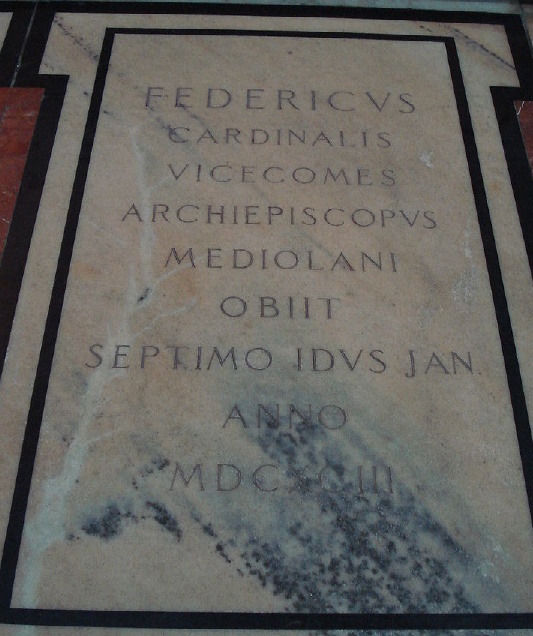 FEDERICVS
CARDINALIS
VICECOMES
ARCHIEPISCOPVS
MEDIOLANI
OBIIT
SEPTIMO IDVS JAN.
ANNO
MDCXCIII